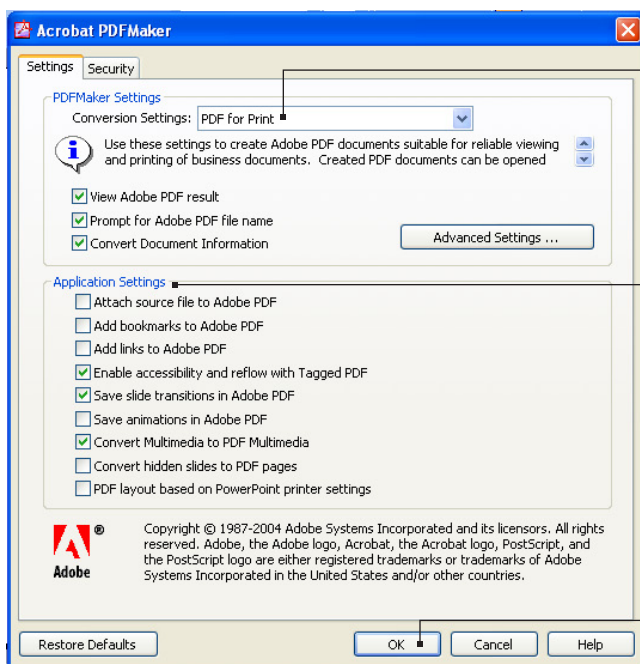 Acrobat PDFMaker
Settings
Security
PDFMaker Settings
Conversion Settings: PDF for Print
Use these settings to create Adobe PDF documents suitable for reliable viewing
and printing of business documents. Created PDF documents can be opened
View Adobe PDF result
Prompt for Adobe PDF file name
Convert Document Information
Advanced Settings ...
Application Settings
Attach source file to Adobe PDF
Add bookmarks to Adobe PDF
Add links to Adobe PDF
Enable accessibility and reflow with Tagged PDF
Save slide transitions in Adobe PDF
Save animations in Adobe PDF
Convert Multimedia to PDF Multimedia
Convert hidden slides to PDF pages
PDF layout based on PowerPoint printer settings
Adobe
®
Copyright © 1987-2004 Adobe Systems Incorporated and its licensors. All rights
reserved. Adobe, the Adobe logo, Acrobat, the Acrobat logo, PostScript, and
the PostScript logo are either registered trademarks or trademarks of Adobe
Systems Incorporated in the United States and/or other countries.
Restore Defaults
OK
Cancel
Help